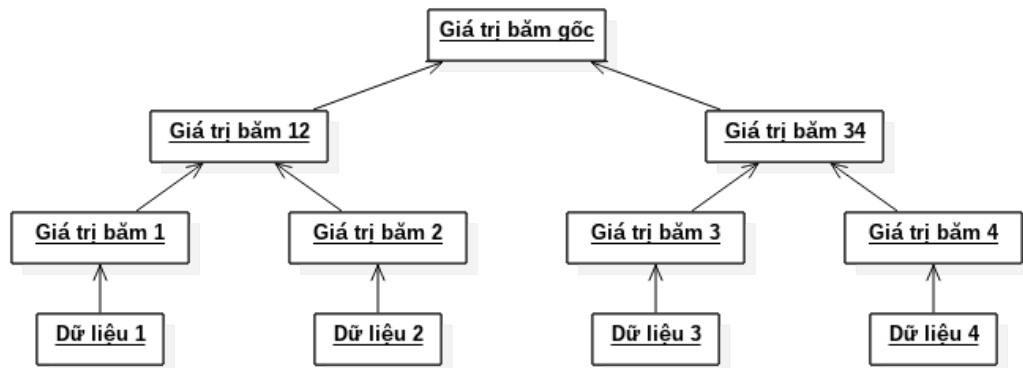 Giá trị băm gốc
Giá trị băm 12
Giá trị băm 34
Giá trị băm 1
Giá trị băm 2
Giá trị băm 3
Giá trị băm 4
Dữ liệu 1
Dữ liệu 2
Dữ liệu 3
Dữ liệu 4